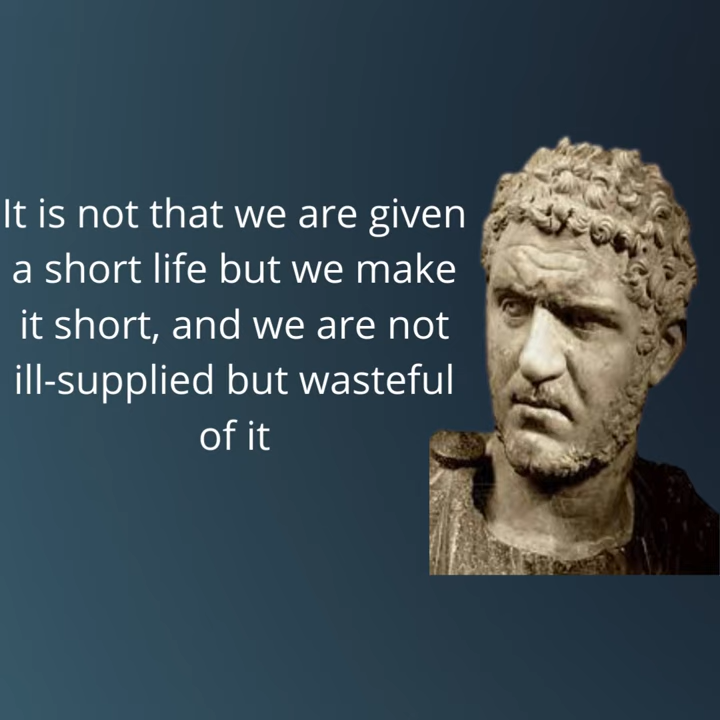 It is not that we are given
a short life but we make
it short, and we are not
ill-supplied but wasteful
of it